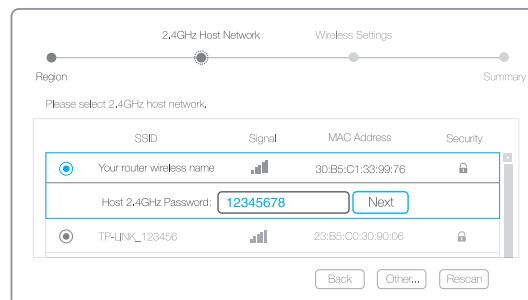 2.4GHz Host Network Wireless Settings
Region Summary
Please select 2.4GHz host network.
SSID Signal MAC Address Security
Your router wireless name 30:B5:C1:33:99:76
Host 2.4GHz Password: 12345678 Next
TP-LINK_123456 23:B5:C0:30:90:06
Back Other... Rescan